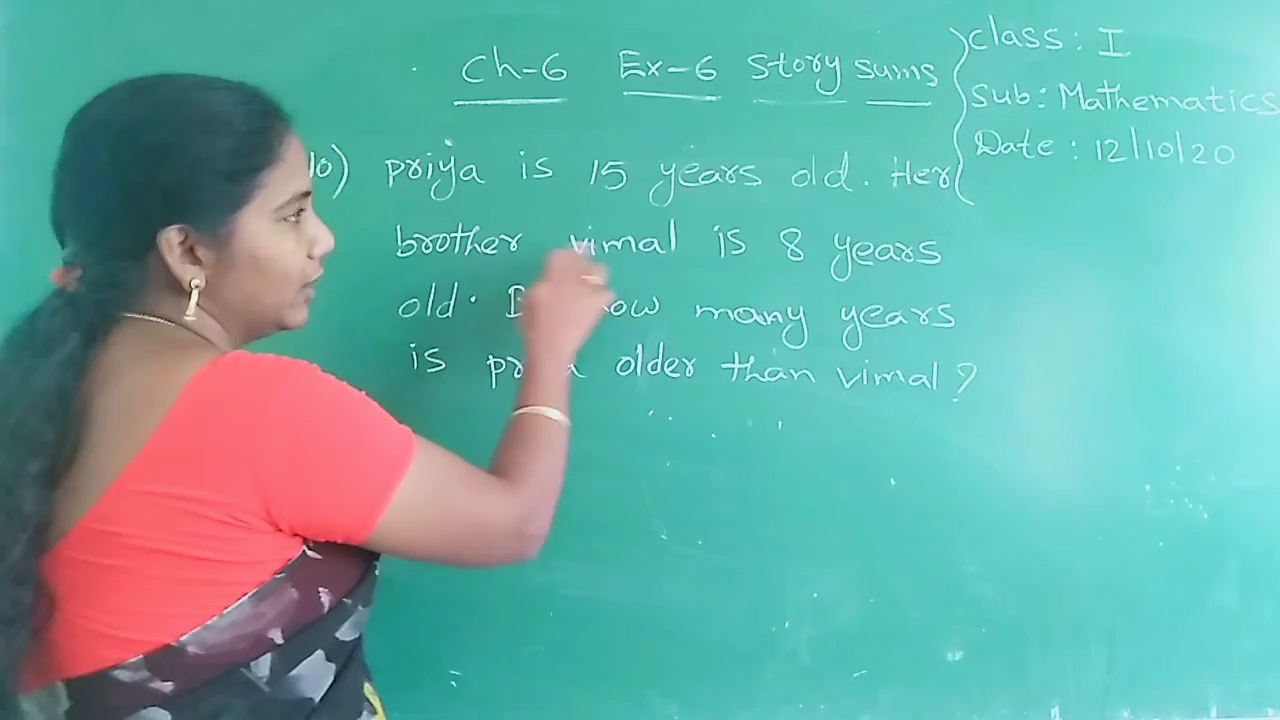 Ch-6 Ex-6 Story sums
class: I
Sub: Mathematics
Date: 12/10/20
10) Priya is 15 years old. Her
brother vimal is 8 years
old. many years
is older than vimal?